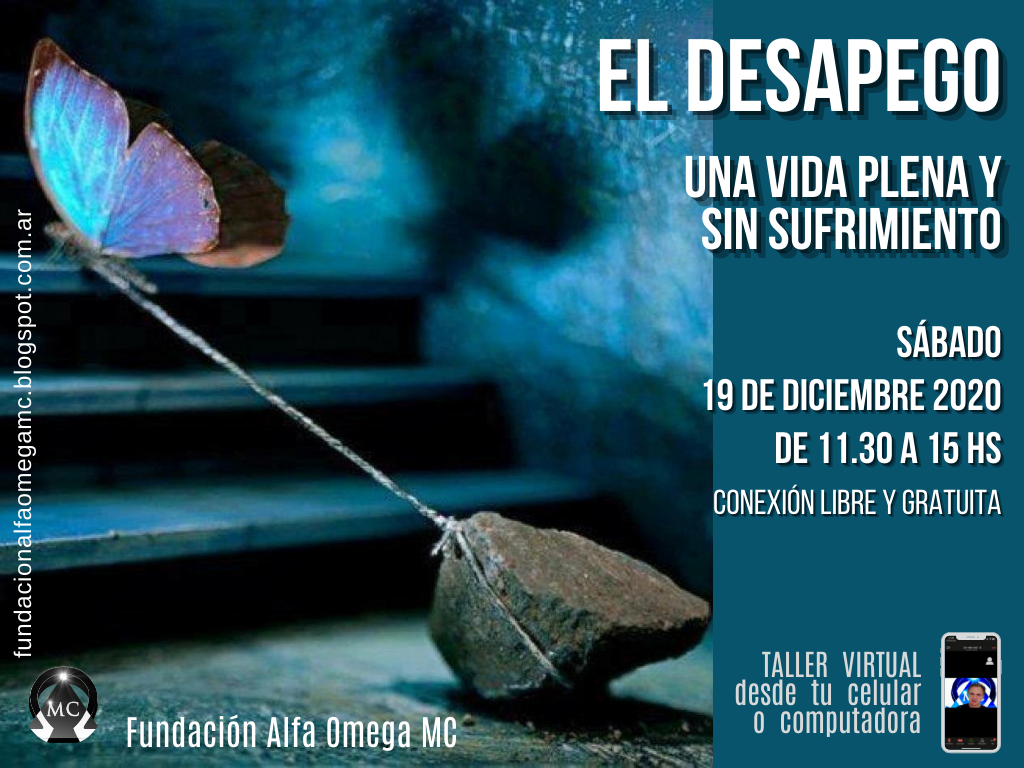 EL DESAPEGO
UNA VIDA PLENA Y
SIN SUFRIMIENTO
SÁBADO
19 DE DICIEMBRE 2020
DE 11.30 A 15 HS
CONEXIÓN LIBRE Y GRATUITA
TALLER VIRTUAL
desde tu celular
o computadora
fundacionalfaomegamc.blogspot.com.ar
MC
Fundación Alfa Omega MC